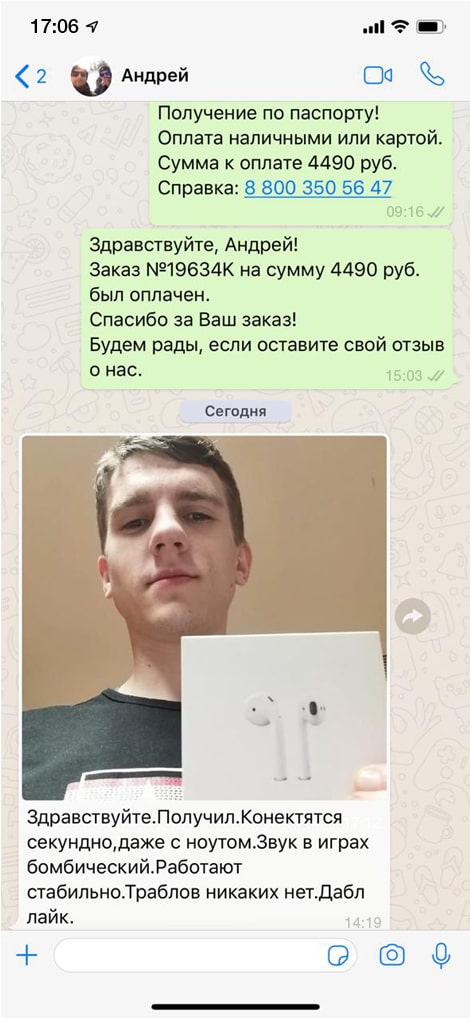 17:06
2
Андрей
Получение по паспорту!
Оплата наличными или картой.
Сумма к оплате 4490 руб.
Справка: 8 800 350 56 47
09:16
Здравствуйте, Андрей!
Заказ №19634K на сумму 4490 руб.
был оплачен.
Спасибо за Ваш заказ!
Будем рады, если оставите свой отзыв
о нас.
15:03
Сегодня
Здравствуйте.Получил.Конектятся
секундно,даже с ноутом.Звук в играх
бомбический.Работают
стабильно.Траблов никаких нет.Дабл
лайк.
14:19